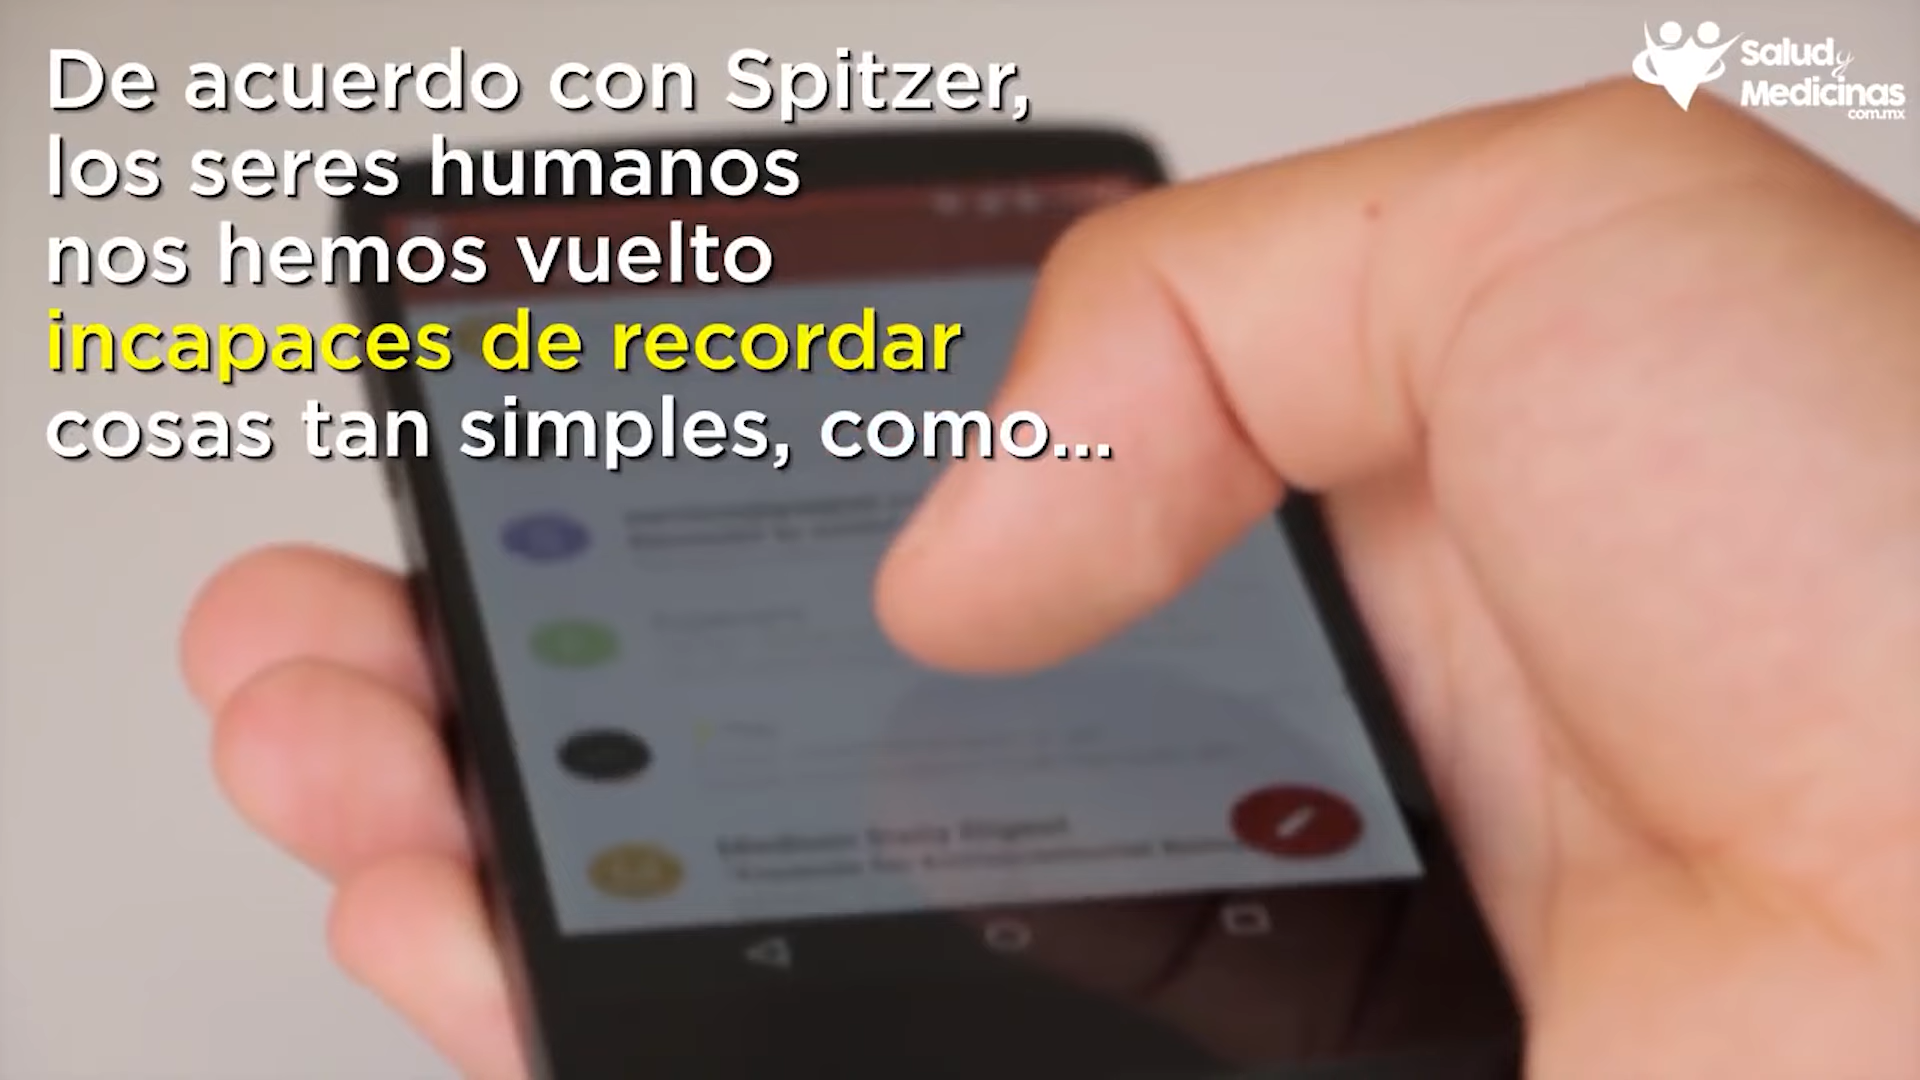 De acuerdo con Spitzer,
los seres humanos
nos hemos vuelto
incapaces de recordar
cosas tan simples, como...
Salud y
Medicinas
com.mx